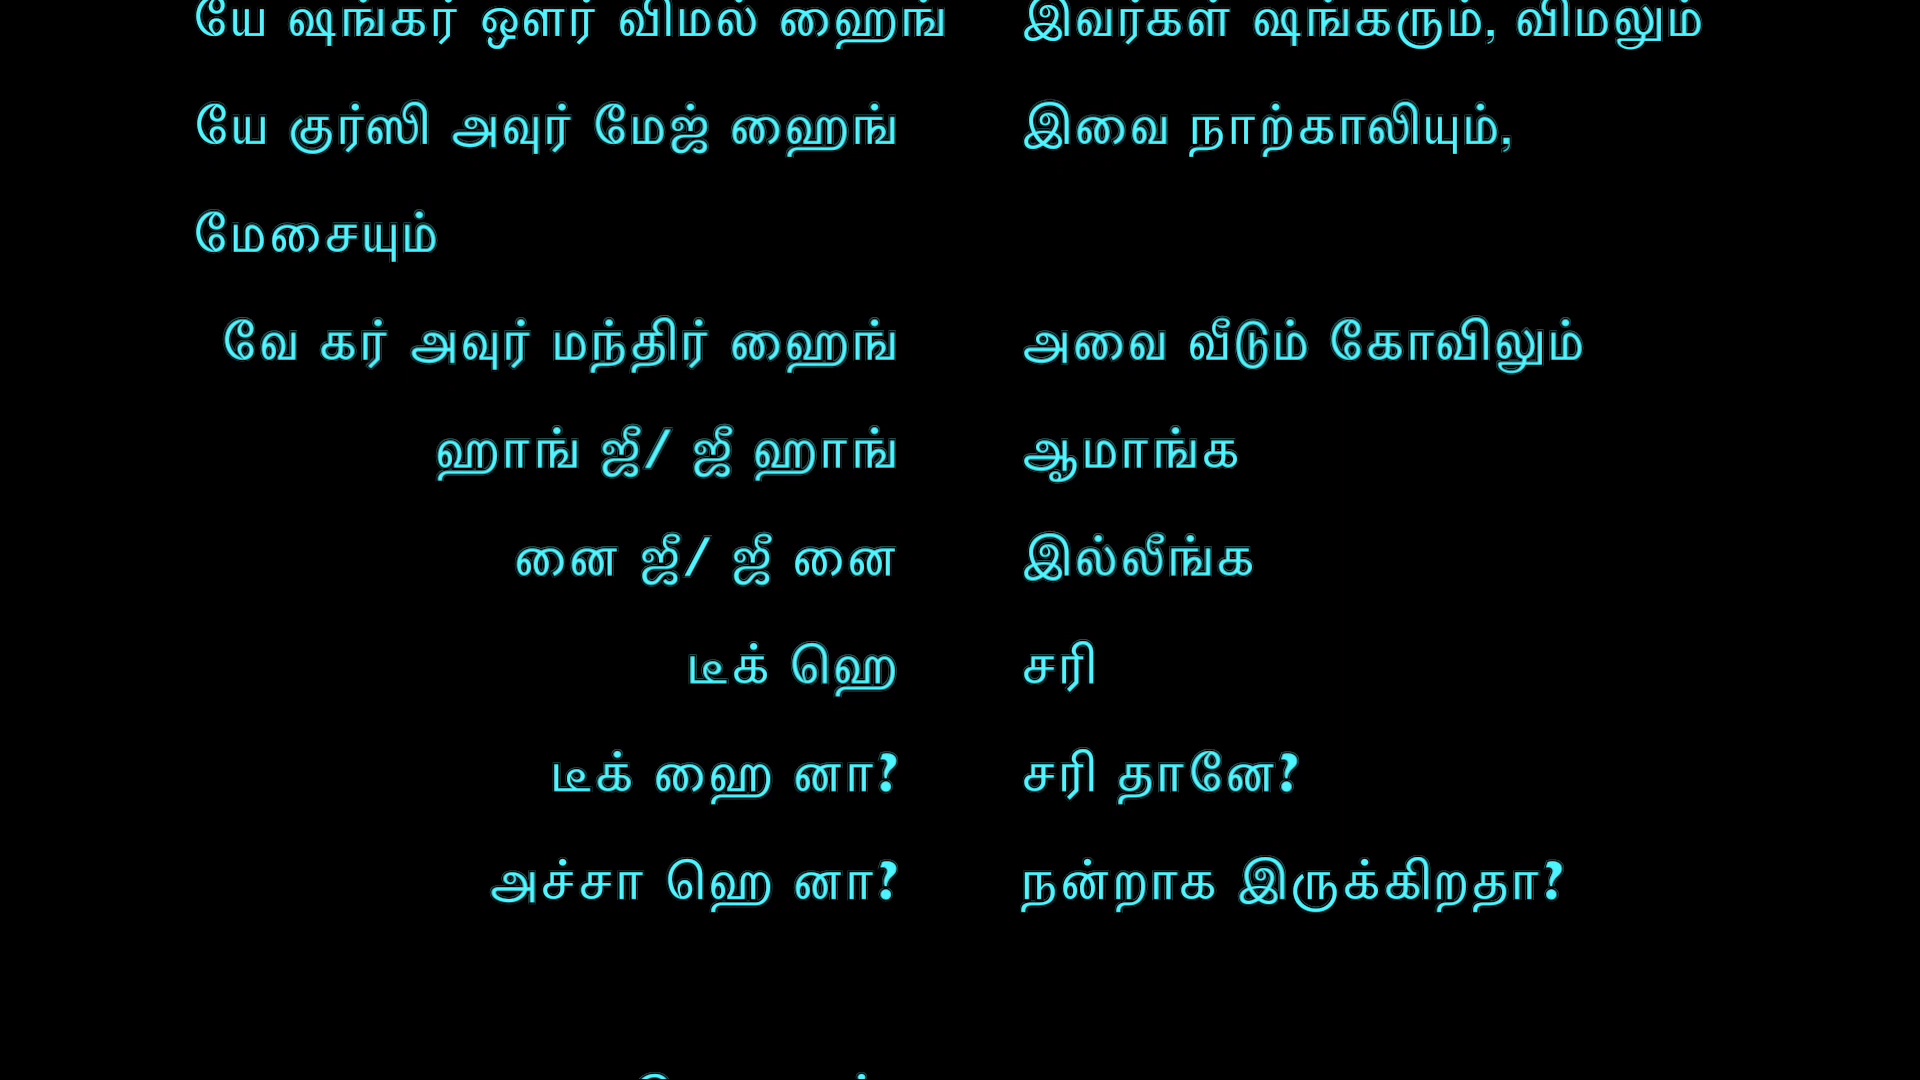 யே ஷங்கர் ஔர் விமல் ஹைங் இவர்கள் ஷங்கரும், விமலும்
யே குர்ஸி அவுர் மேஜ் ஹைங் இவை நாற்காலியும்,
மேசையும்
வே கர் அவுர் மந்திர் ஹைங் அவை வீடும் கோவிலும்
ஹாங் ஜீ/ ஜீ ஹாங் ஆமாங்க
னை ஜீ/ ஜீ னை இல்லீங்க
டீக் ஹெ சரி
டீக் ஹை னா? சரி தானே?
அச்சா ஹெ னா? நன்றாக இருக்கிறதா?